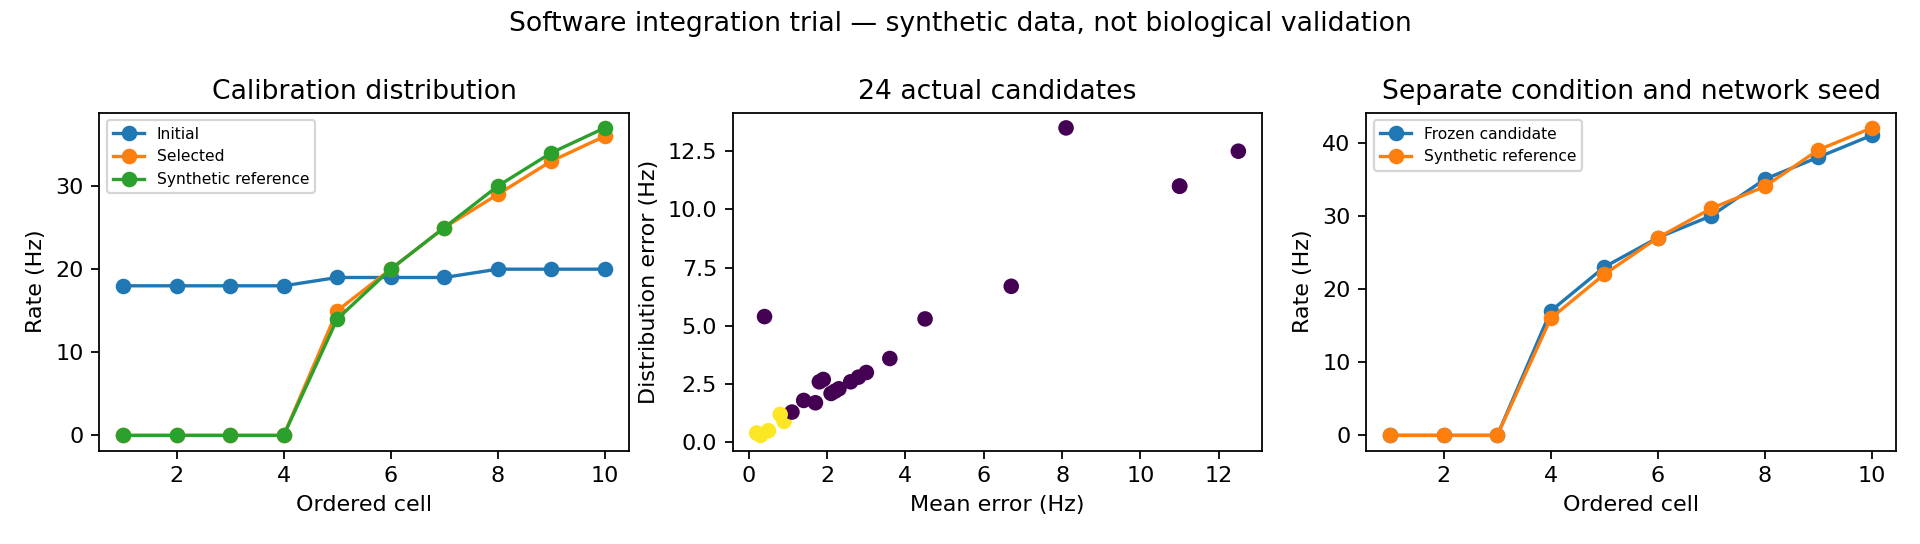 Software integration trial — synthetic data, not biological validation
Calibration distribution
Initial
Selected
Synthetic reference
Rate (Hz)
30
20
10
0
2 4 6 8 10
Ordered cell
24 actual candidates
Distribution error (Hz)
12.5
10.0
7.5
5.0
2.5
0.0
0 2 4 6 8 10 12
Mean error (Hz)
Separate condition and network seed
Frozen candidate
Synthetic reference
Rate (Hz)
40
30
20
10
0
2 4 6 8 10
Ordered cell